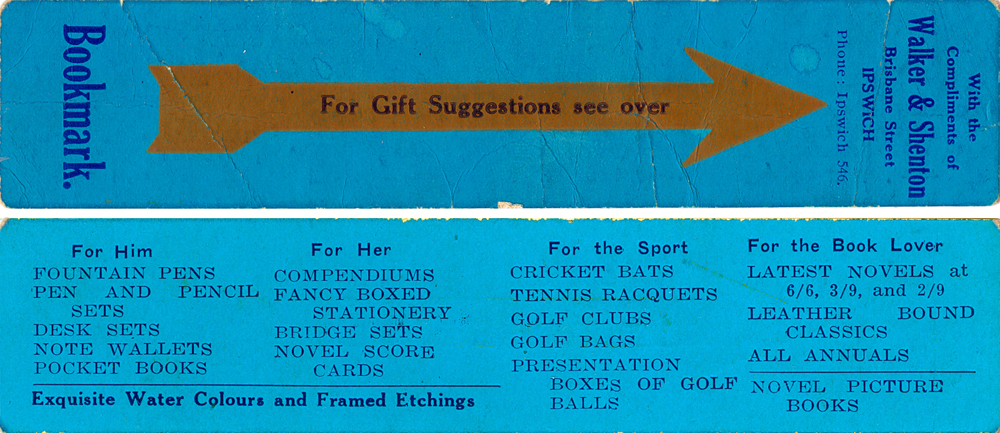 Bookmark.
For Gift Suggestions see over
With the
Compliments of
Walker & Shenton
Brisbane Street
IPSWICH
Phone: Ipswich 546.
For Him
FOUNTAIN PENS
PEN AND PENCIL
SETS
DESK SETS
NOTE WALLETS
POCKET BOOKS
For Her
COMPENDIUMS
FANCY BOXED
STATIONERY
BRIDGE SETS
NOVEL SCORE
CARDS
Exquisite Water Colours and Framed Etchings
For the Sport
CRICKET BATS
TENNIS RACQUETS
GOLF CLUBS
GOLF BAGS
PRESENTATION
BOXES OF GOLF
BALLS
For the Book Lover
LATEST NOVELS at
6/6, 3/9, and 2/9
LEATHER BOUND
CLASSICS
ALL ANNUALS
NOVEL PICTURE
BOOKS